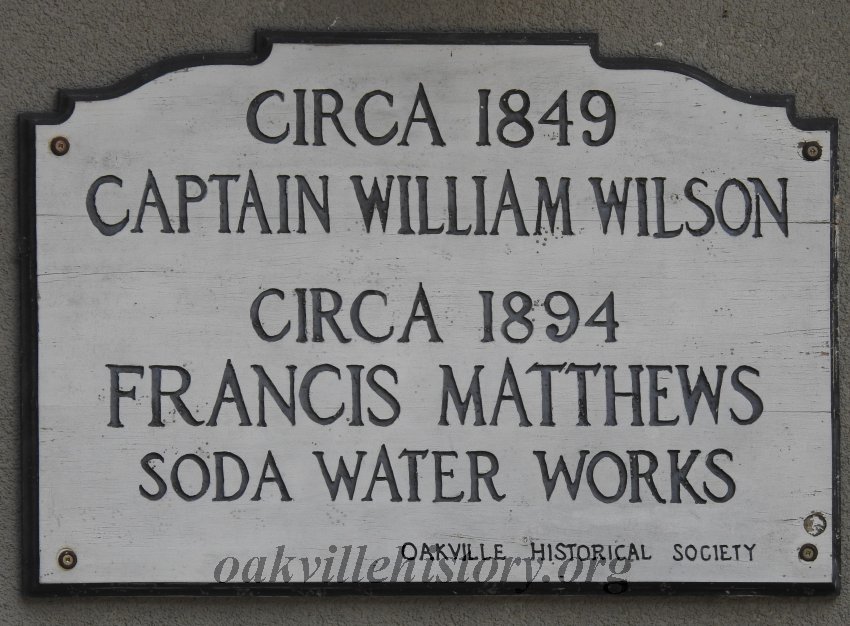 CIRCA 1849
CAPTAIN WILLIAM WILSON
CIRCA 1894
FRANCIS MATTHEWS
SODA WATER WORKS
OAKVILLE HISTORICAL SOCIETY
oakvillehistory.org